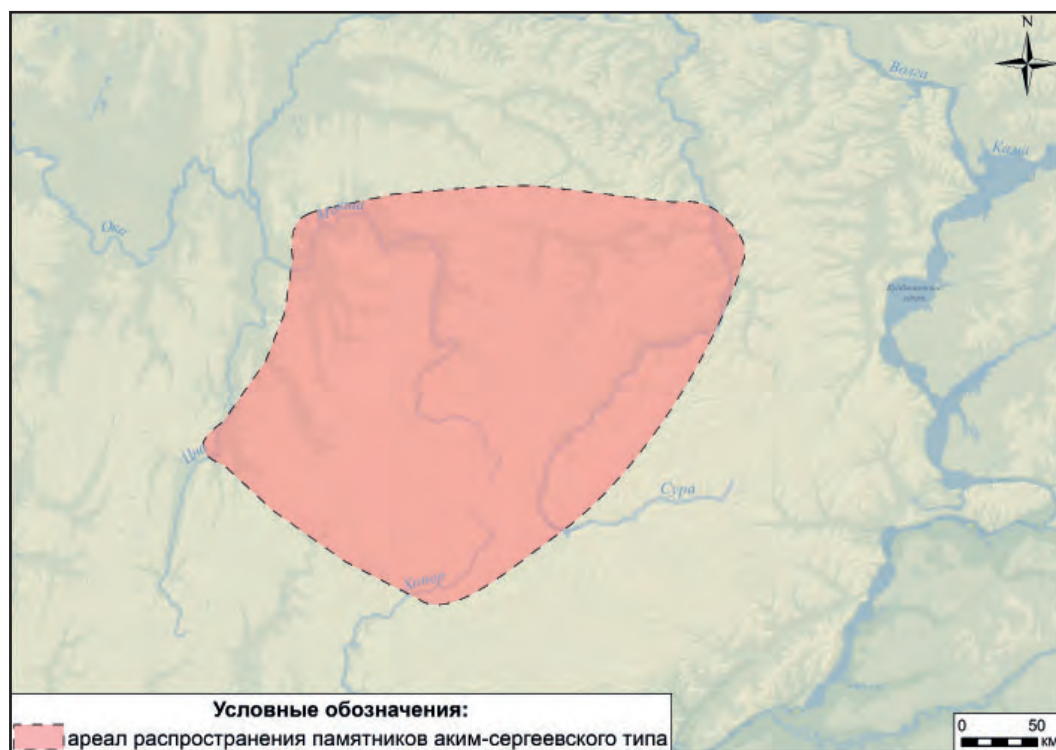 N
Волга
Кама
Мокша
Ока
Цна
Сура
Хопер
Условные обозначения:
ареал распространения памятников аким-сергеевского типа
0 50
КМ